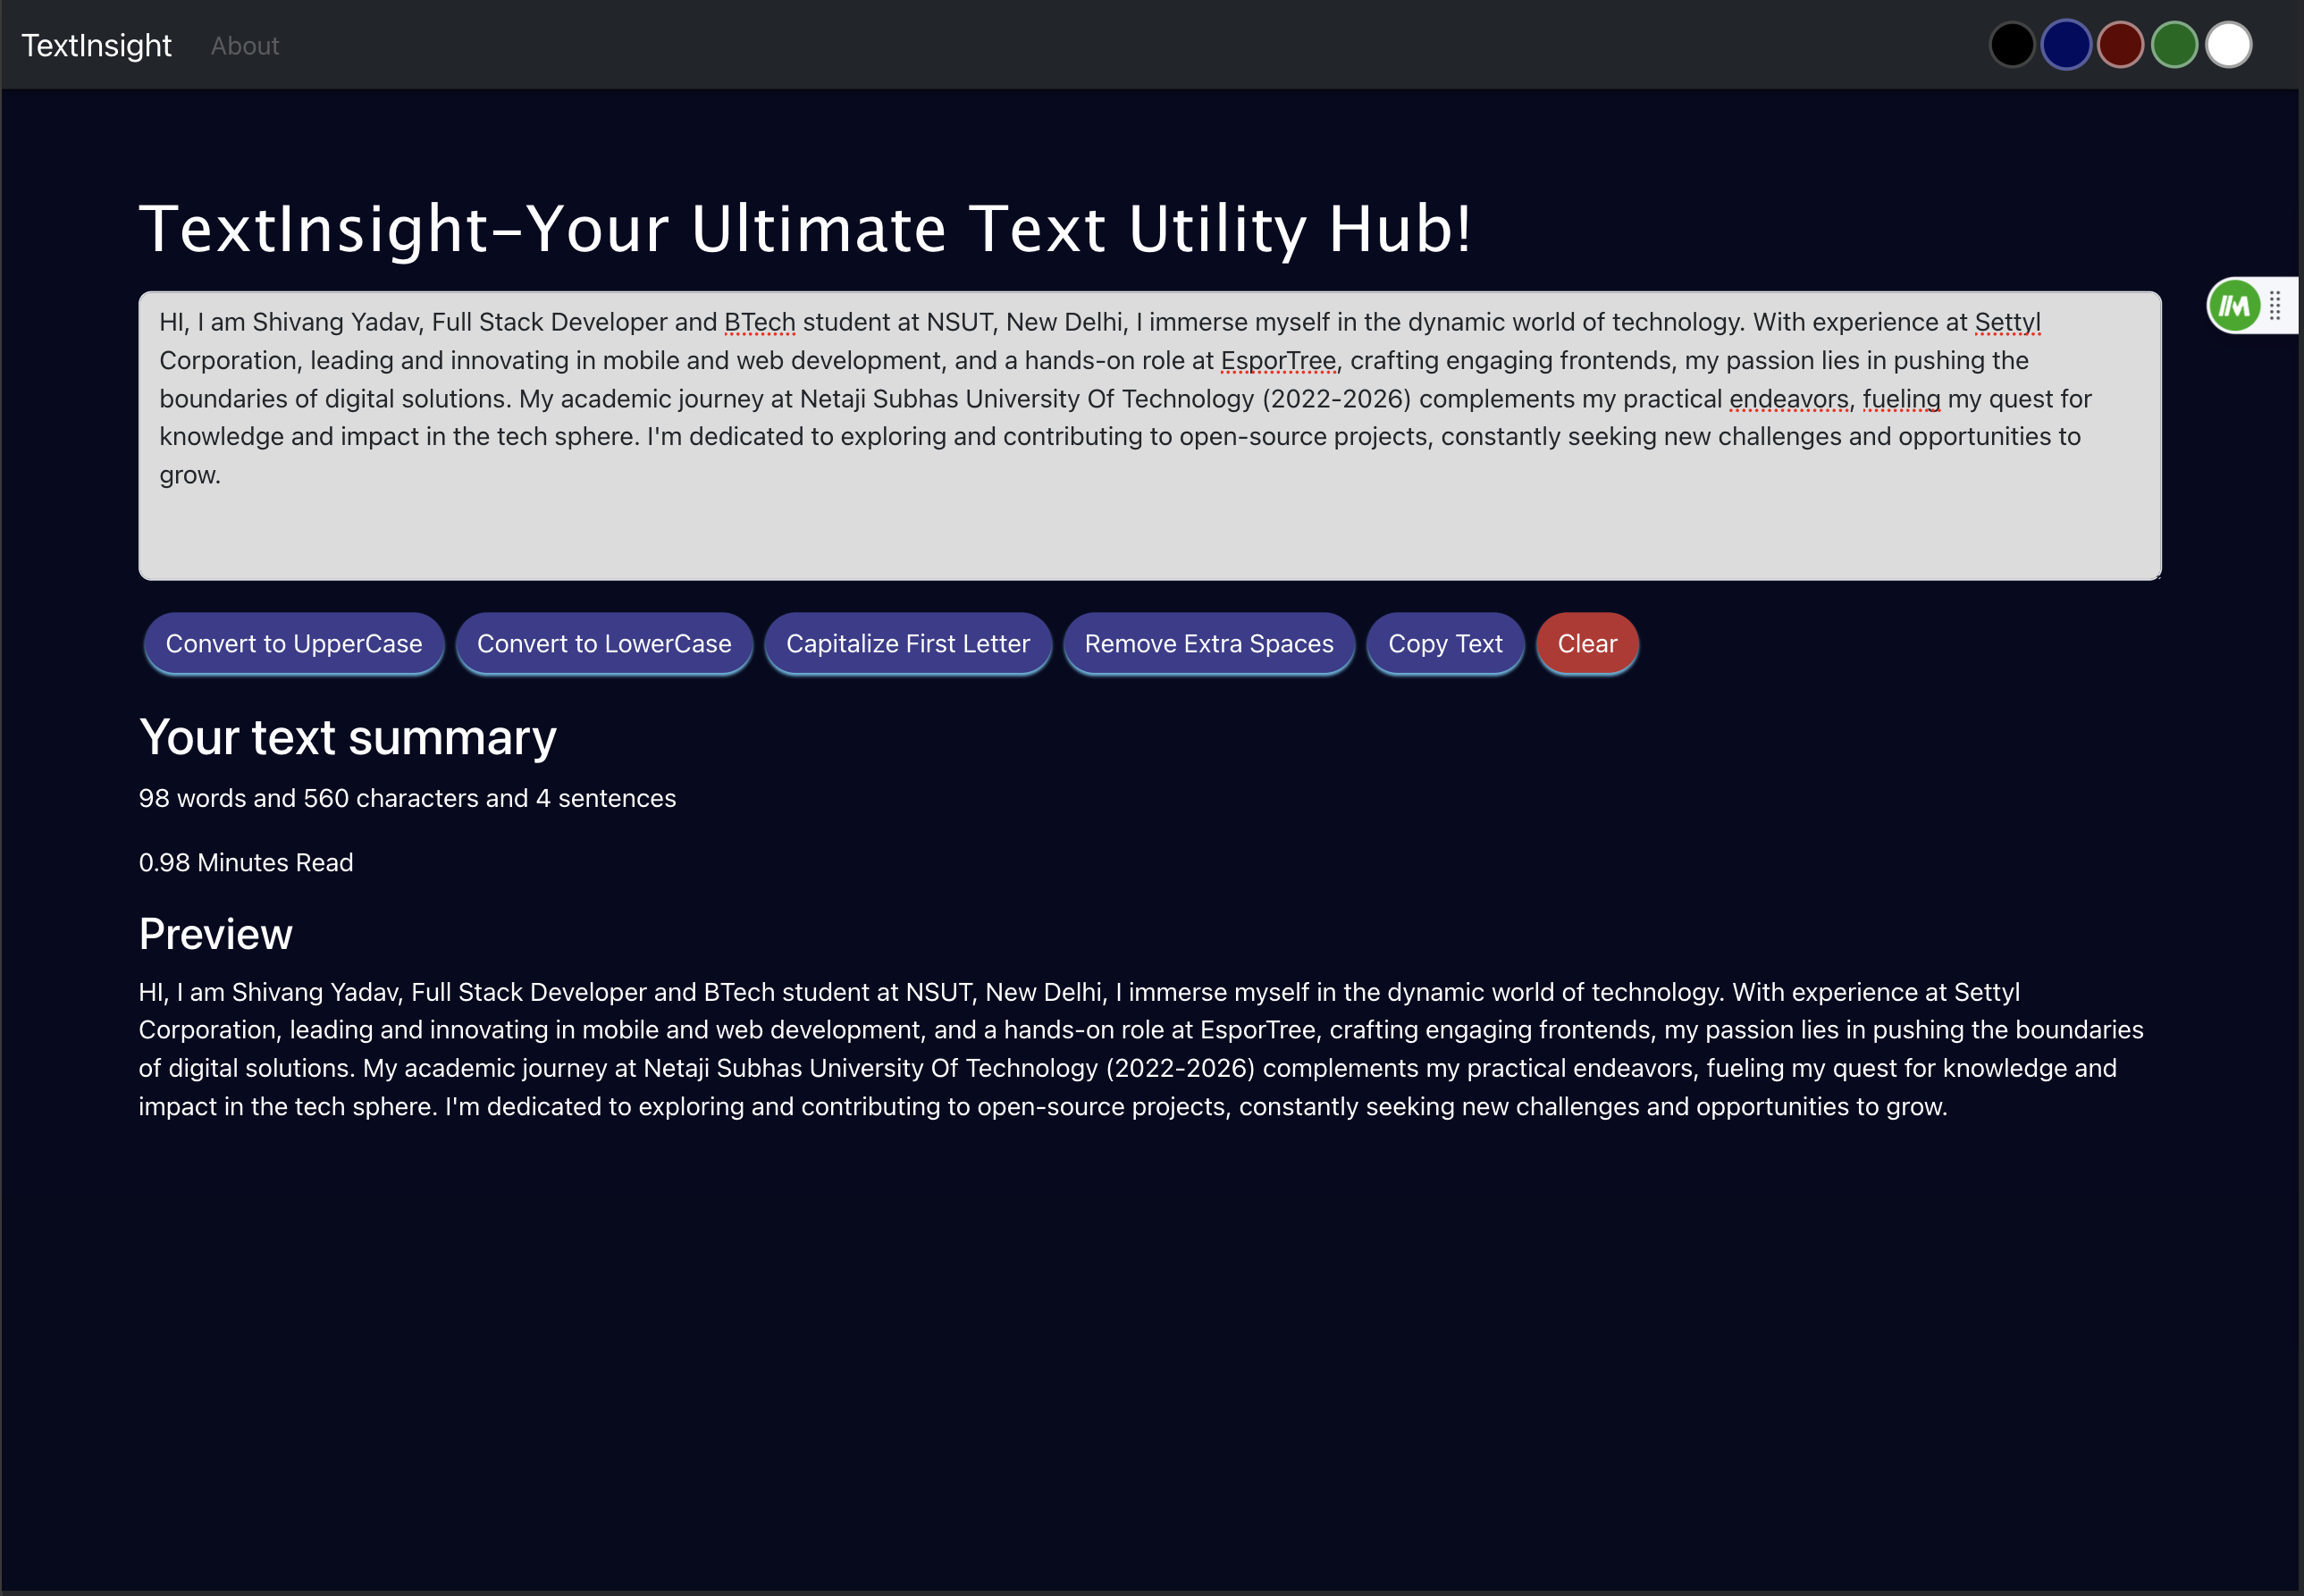 TextInsight About
TextInsight-Your Ultimate Text Utility Hub!
HI, I am Shivang Yadav, Full Stack Developer and BTech student at NSUT, New Delhi, I immerse myself in the dynamic world of technology. With experience at Settyl
Corporation, leading and innovating in mobile and web development, and a hands-on role at EsporTree, crafting engaging frontends, my passion lies in pushing the
boundaries of digital solutions. My academic journey at Netaji Subhas University Of Technology (2022-2026) complements my practical endeavors, fueling my quest for
knowledge and impact in the tech sphere. I'm dedicated to exploring and contributing to open-source projects, constantly seeking new challenges and opportunities to
grow.
Convert to UpperCase Convert to LowerCase Capitalize First Letter Remove Extra Spaces Copy Text Clear
Your text summary
98 words and 560 characters and 4 sentences
0.98 Minutes Read
Preview
HI, I am Shivang Yadav, Full Stack Developer and BTech student at NSUT, New Delhi, I immerse myself in the dynamic world of technology. With experience at Settyl
Corporation, leading and innovating in mobile and web development, and a hands-on role at EsporTree, crafting engaging frontends, my passion lies in pushing the boundaries
of digital solutions. My academic journey at Netaji Subhas University Of Technology (2022-2026) complements my practical endeavors, fueling my quest for knowledge and
impact in the tech sphere. I'm dedicated to exploring and contributing to open-source projects, constantly seeking new challenges and opportunities to grow.